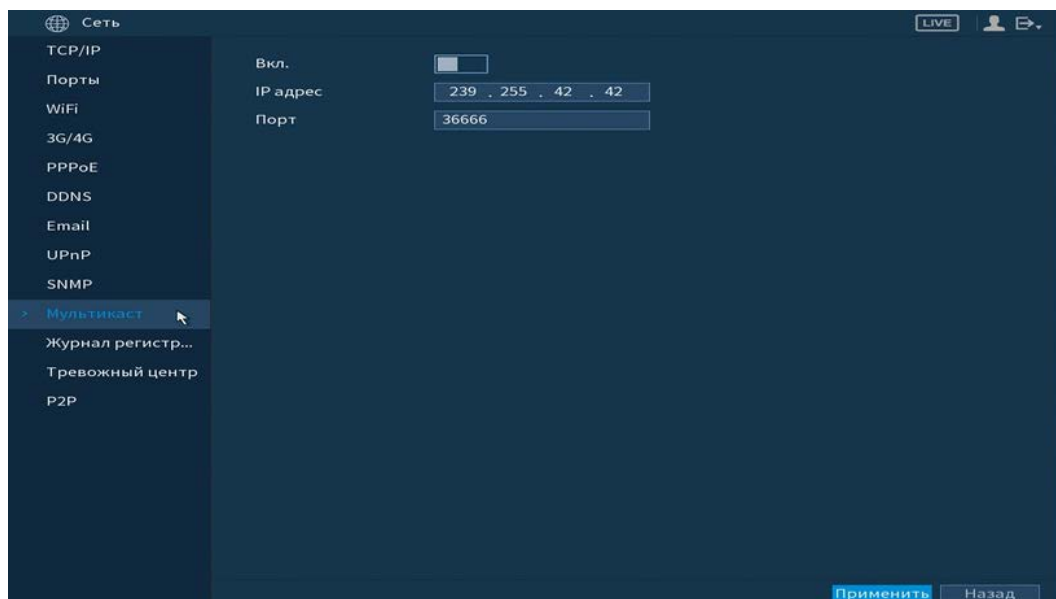 Сеть
LIVE
TCP/IP
Порты
WiFi
3G/4G
PPPoE
DDNS
Email
UPnP
SNMP
Мультикаст
Журнал регистр...
Тревожный центр
P2P
Вкл.
IP адрес 239 . 255 . 42 . 42
Порт 36666
Применить Назад